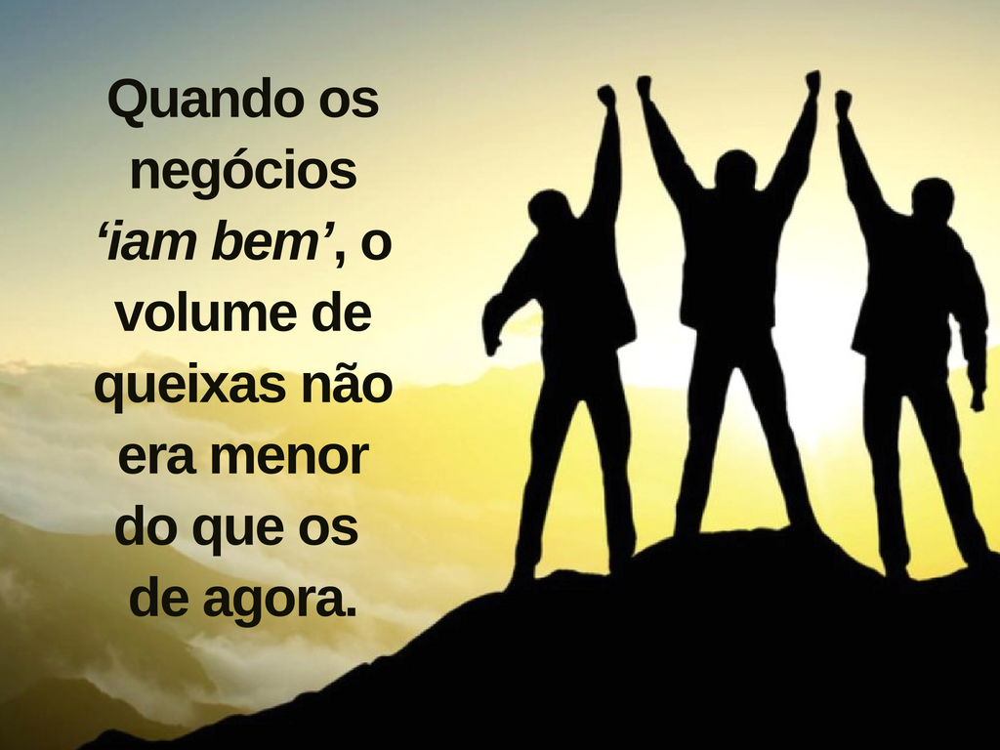 Quando os
negócios
‘iam bem’, o
volume de
queixas não
era menor
do que os
de agora.